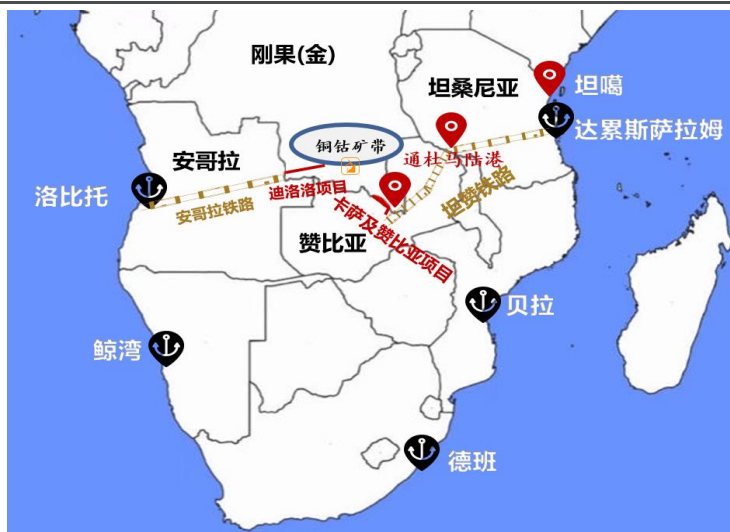 刚果(金)
坦桑尼亚
坦噶
达累斯萨拉姆
铜钴矿带
通杜马陆港
安哥拉
洛比托
安哥拉铁路
迪洛洛项目
坦赞铁路
卡萨及赞比亚项目
赞比亚
贝拉
鲸湾
德班